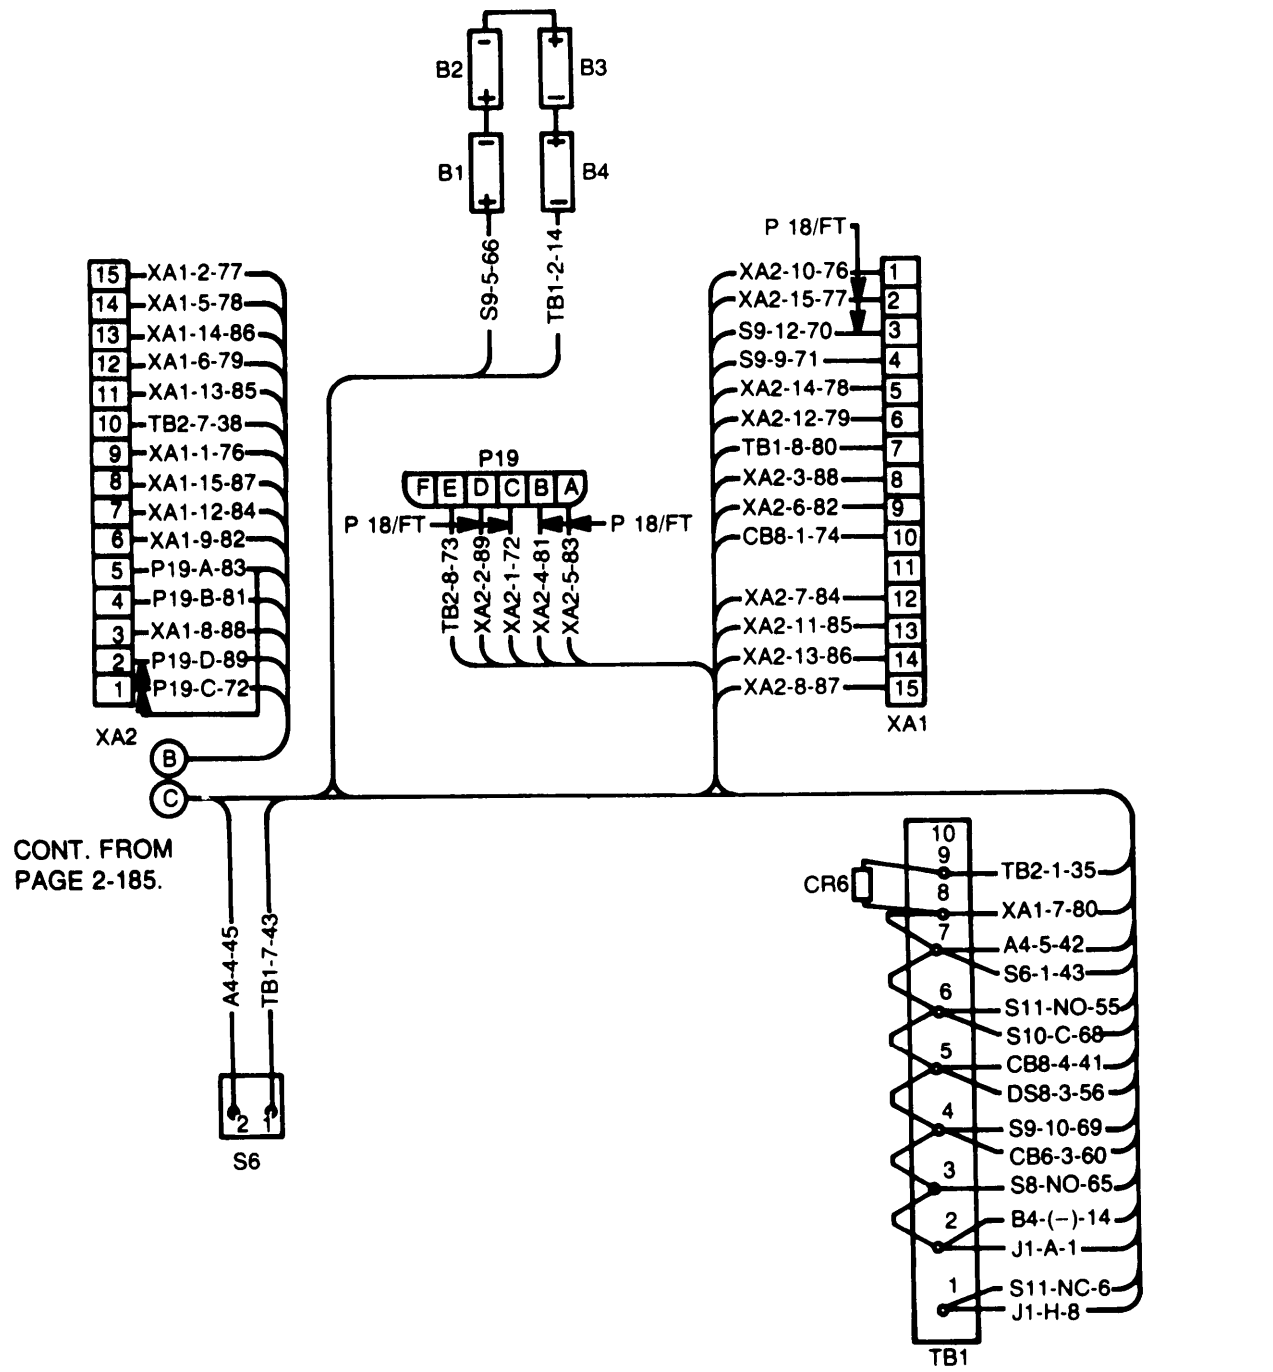 B2
-
+
B3
+
-
B1
-
+
B4
+
-
S9-5-66
TB1-2-14
15 XA1-2-77
14 XA1-5-78
13 XA1-14-86
12 XA1-6-79
11 XA1-13-85
10 TB2-7-38
9 XA1-1-76
8 XA1-15-87
7 XA1-12-84
6 XA1-9-82
5 P19-A-83
4 P19-B-81
3 XA1-8-88
2 P19-D-89
1 P19-C-72
XA2
B
C
CONT. FROM
PAGE 2-185.
P19
F E D C B A
P 18/FT
P 18/FT
TB2-8-73
XA2-2-89
XA2-1-72
XA2-4-81
XA2-5-83
P 18/FT
XA2-10-76 1
XA2-15-77 2
S9-12-70 3
S9-9-71 4
XA2-14-78 5
XA2-12-79 6
TB1-8-80 7
XA2-3-88 8
XA2-6-82 9
CB8-1-74 10
11
XA2-7-84 12
XA2-11-85 13
XA2-13-86 14
XA2-8-87 15
XA1
A4-4-45
TB1-7-43
2 1
S6
CR6
10
9 TB2-1-35
8 XA1-7-80
7 A4-5-42
S6-1-43
6 S11-NO-55
S10-C-68
5 CB8-4-41
DS8-3-56
4 S9-10-69
CB6-3-60
3 S8-NO-65
2 B4-(−)-14
J1-A-1
1 S11-NC-6
J1-H-8
TB1